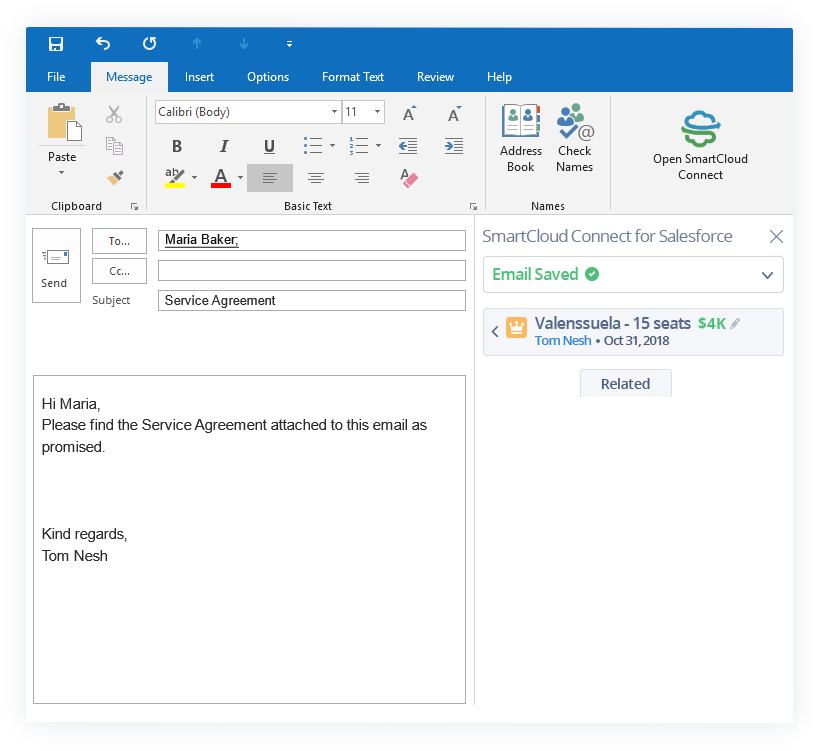 File Message Insert Options Format Text Review Help
Paste
Clipboard
Calibri (Body) 11
A A
B I U
ab A
Basic Text
Address
Book
Check
Names
Names
Open SmartCloud
Connect
Send
To...
Maria Baker;
Cc...
Subject
Service Agreement
Hi Maria,
Please find the Service Agreement attached to this email as
promised.
Kind regards,
Tom Nesh
SmartCloud Connect for Salesforce
Email Saved
Valenssuela - 15 seats $4K
Tom Nesh • Oct 31, 2018
Related